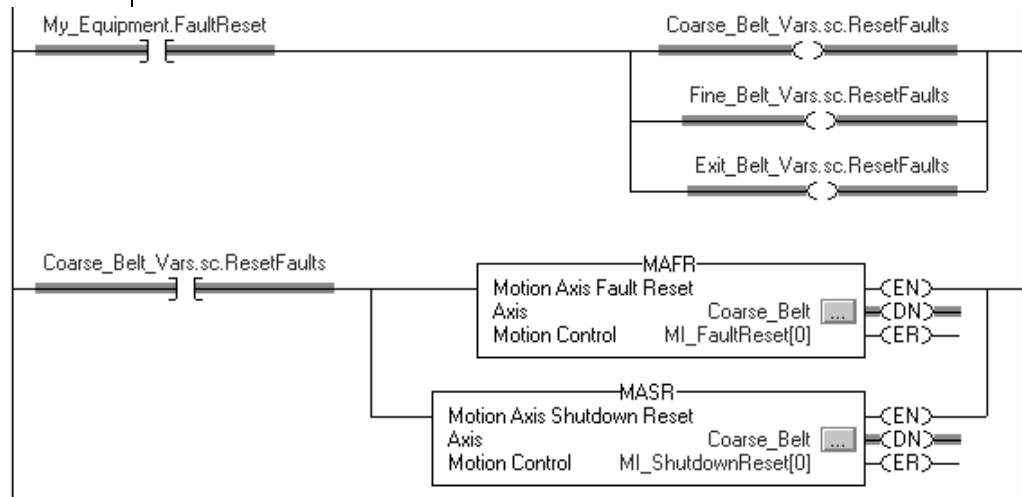 My_Equipment.FaultReset
Coarse_Belt_Vars.sc.ResetFaults
Fine_Belt_Vars.sc.ResetFaults
Exit_Belt_Vars.sc.ResetFaults
Coarse_Belt_Vars.sc.ResetFaults
MAFR
Motion Axis Fault Reset
Axis Coarse_Belt ...
Motion Control MI_FaultReset[0]
EN
DN
ER
MASR
Motion Axis Shutdown Reset
Axis Coarse_Belt ...
Motion Control MI_ShutdownReset[0]
EN
DN
ER